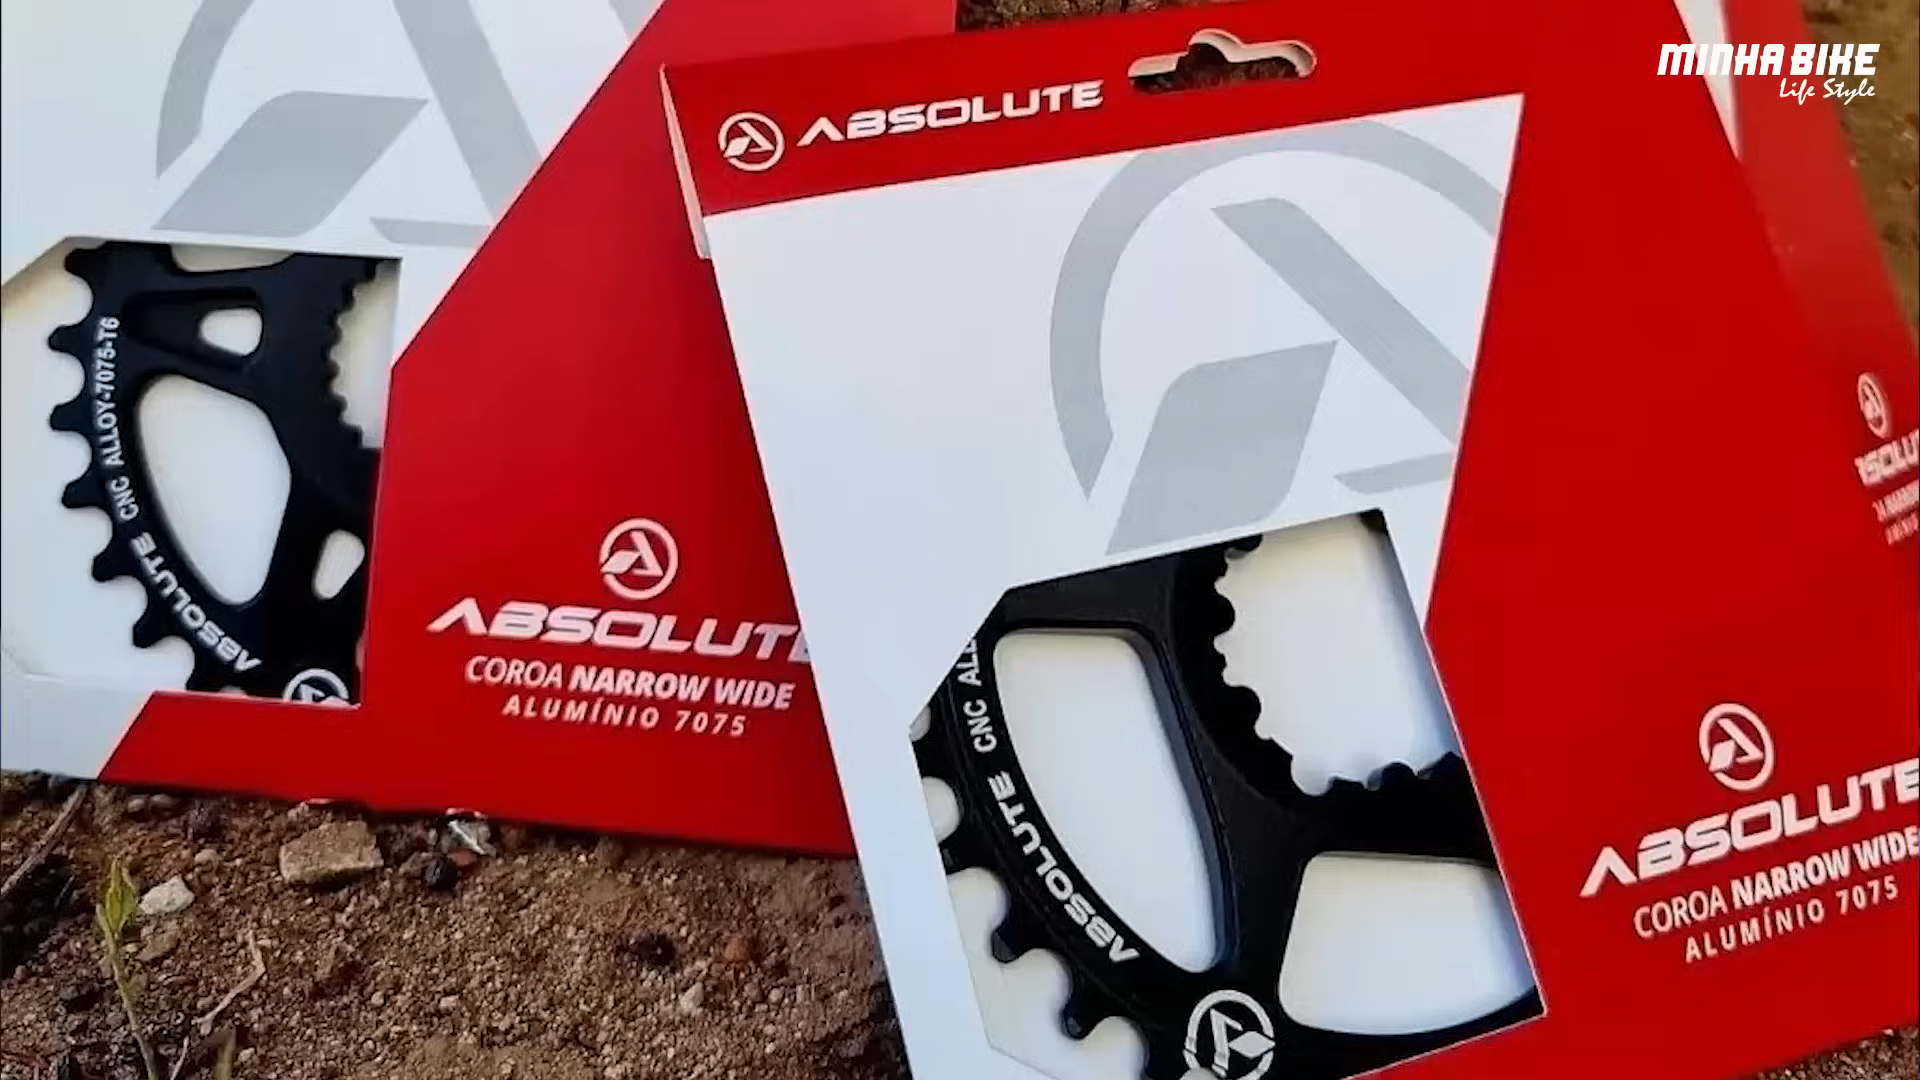 MINHA BIKE
Life Style
ABSOLUTE
CNC ALLOY-7075-T6
ABSOLUTE
ABSOLUTE
COROA NARROW WIDE
ALUMÍNIO 7075
CNC
ABSOLUTE
ABSOLUTE
COROA NARROW WIDE
ALUMÍNIO 7075